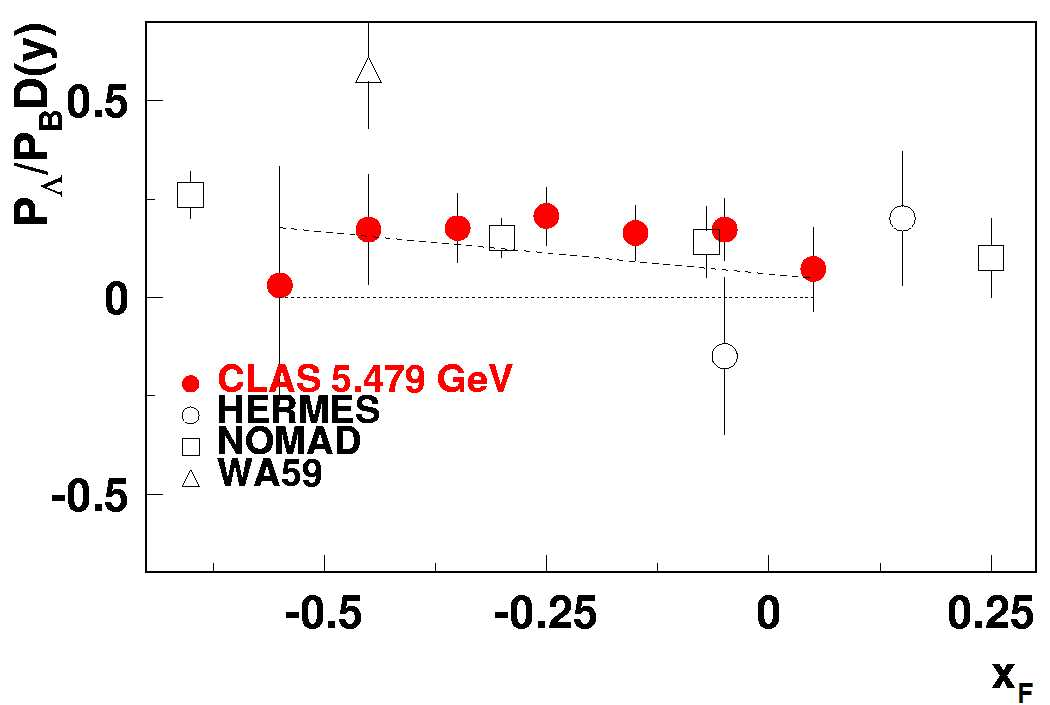 P_Λ/P_B D(y)
0.5
0
-0.5
CLAS 5.479 GeV
HERMES
NOMAD
WA59
-0.5 -0.25 0 0.25
x_F